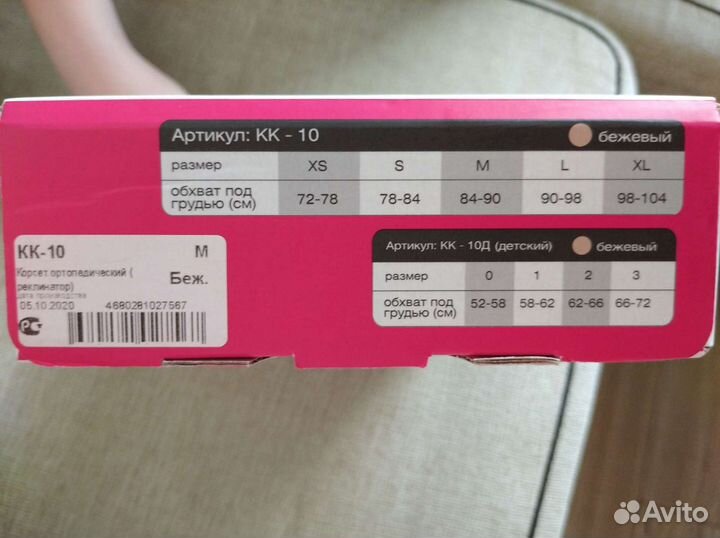 Артикул: КК - 10 бежевый
размер XS S M L XL
обхват под грудью (см) 72-78 78-84 84-90 90-98 98-104
КК-10 М
Корсет ортопедический (
реклинатор) Беж.
дата производства
05.10.2020 4680281027567
Артикул: КК - 10Д (детский) бежевый
размер 0 1 2 3
обхват под грудью (см) 52-58 58-62 62-66 66-72
Avito